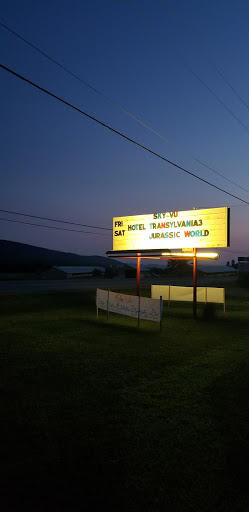 SKY-VU
FRI HOTEL TRANSYLVANIA3
SAT JURASSIC WORLD